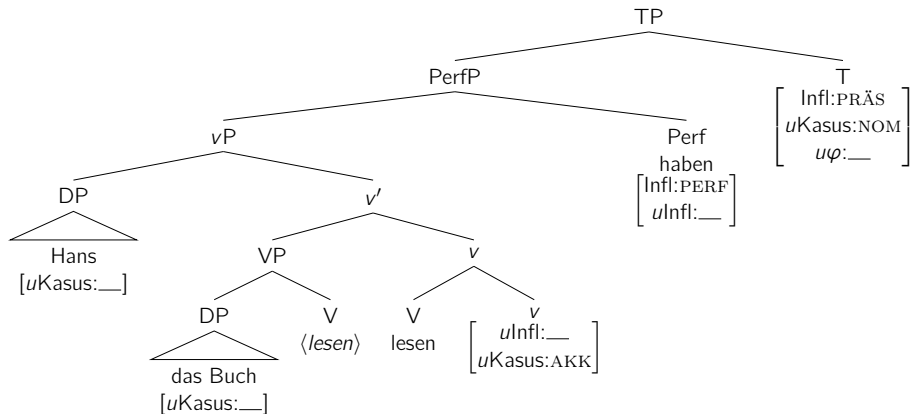 TP
PerfP T
Infl:PRÄS
uKasus:NOM
uφ:__
vP Perf
haben
Infl:PERF
uInfl:__
DP v′
Hans
[uKasus:__]
VP v
DP V V v
das Buch
[uKasus:__]
⟨lesen⟩ lesen
uInfl:__
uKasus:AKK